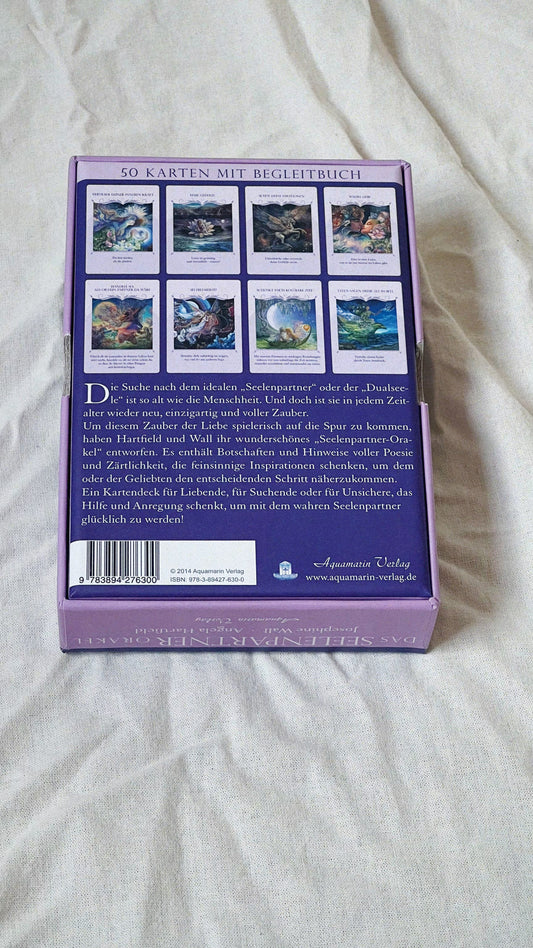 50 KARTEN MIT BEGLEITBUCH
Die Suche nach dem idealen „Seelenpartner" oder der „Dualsee-
le" ist so alt wie die Menschheit. Und doch ist sie in jedem Zeit-
alter wieder neu, einzigartig und voller Zauber.
Um diesem Zauber der Liebe spielerisch auf die Spur zu kommen,
haben Hartfield und Wall ihr wunderschönes „Seelenpartner-Ora-
kel" entworfen. Es enthält Botschaften und Hinweise voller Poesie
und Zärtlichkeit, die feinsinnige Inspirationen schenken, um dem
oder der Geliebten den entscheidenden Schritt näherzukommen.
Ein Kartendeck für Liebende, für Suchende oder für Unsichere, das
Hilfe und Anregung schenkt, um mit dem wahren Seelenpartner
glücklich zu werden!
9 783894 276300
© 2014 Aquamarin Verlag
ISBN: 978-3-89427-630-0
Aquamarin Verlag
www.aquamarin-verlag.de
Aquamarin Verlag
Josephine Wall · Angela Hartfield
DAS SEELENPARTNER ORAKEL